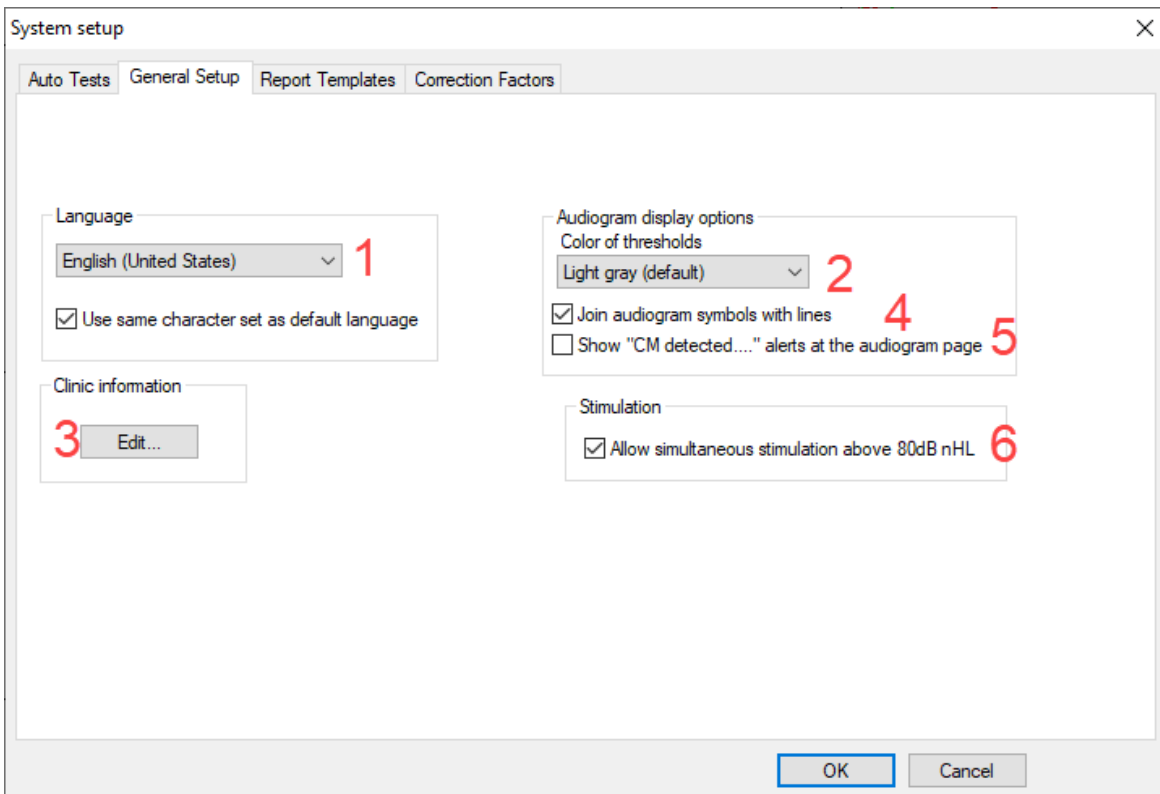 System setup
Auto Tests
General Setup
Report Templates
Correction Factors
Language
English (United States)
1
Use same character set as default language
Clinic information
3
Edit...
Audiogram display options
Color of thresholds
Light gray (default)
2
Join audiogram symbols with lines
4
Show "CM detected...." alerts at the audiogram page
5
Stimulation
Allow simultaneous stimulation above 80dB nHL
6
OK
Cancel